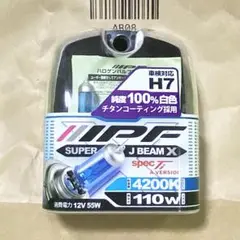 AB08
ハロゲンバルブ
車検対応
H7
純度100%白色
チタンコーティング採用
IPF
SUPER J BEAM X
spec Ti
4200K
消費電力 12V 55W
110W